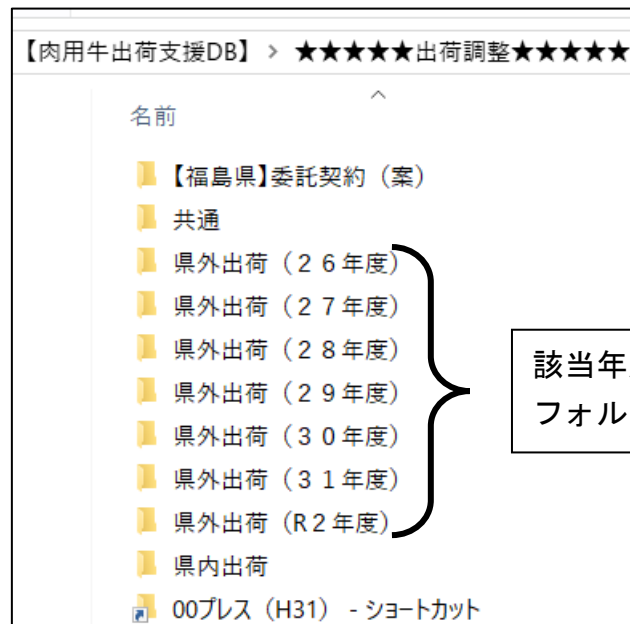 【肉用牛出荷支援DB】 > ★★★★★出荷調整★★★★★
名前
【福島県】委託契約（案）
共通
県外出荷（２６年度）
県外出荷（２７年度）
県外出荷（２８年度）
県外出荷（２９年度）
県外出荷（３０年度）
県外出荷（３１年度）
県外出荷（R２年度）
県内出荷
00プレス（H31） - ショートカット
該当年
フォル